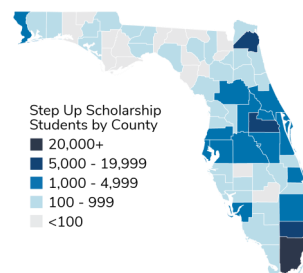 Step Up Scholarship
Students by County
20,000+
5,000 - 19,999
1,000 - 4,999
100 - 999
<100